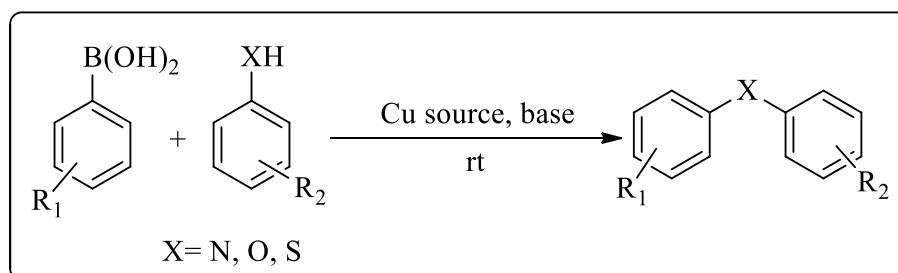 B(OH)₂
XH
R₁
+
R₂
Cu source, base
rt
X
R₁
R₂
X= N, O, S